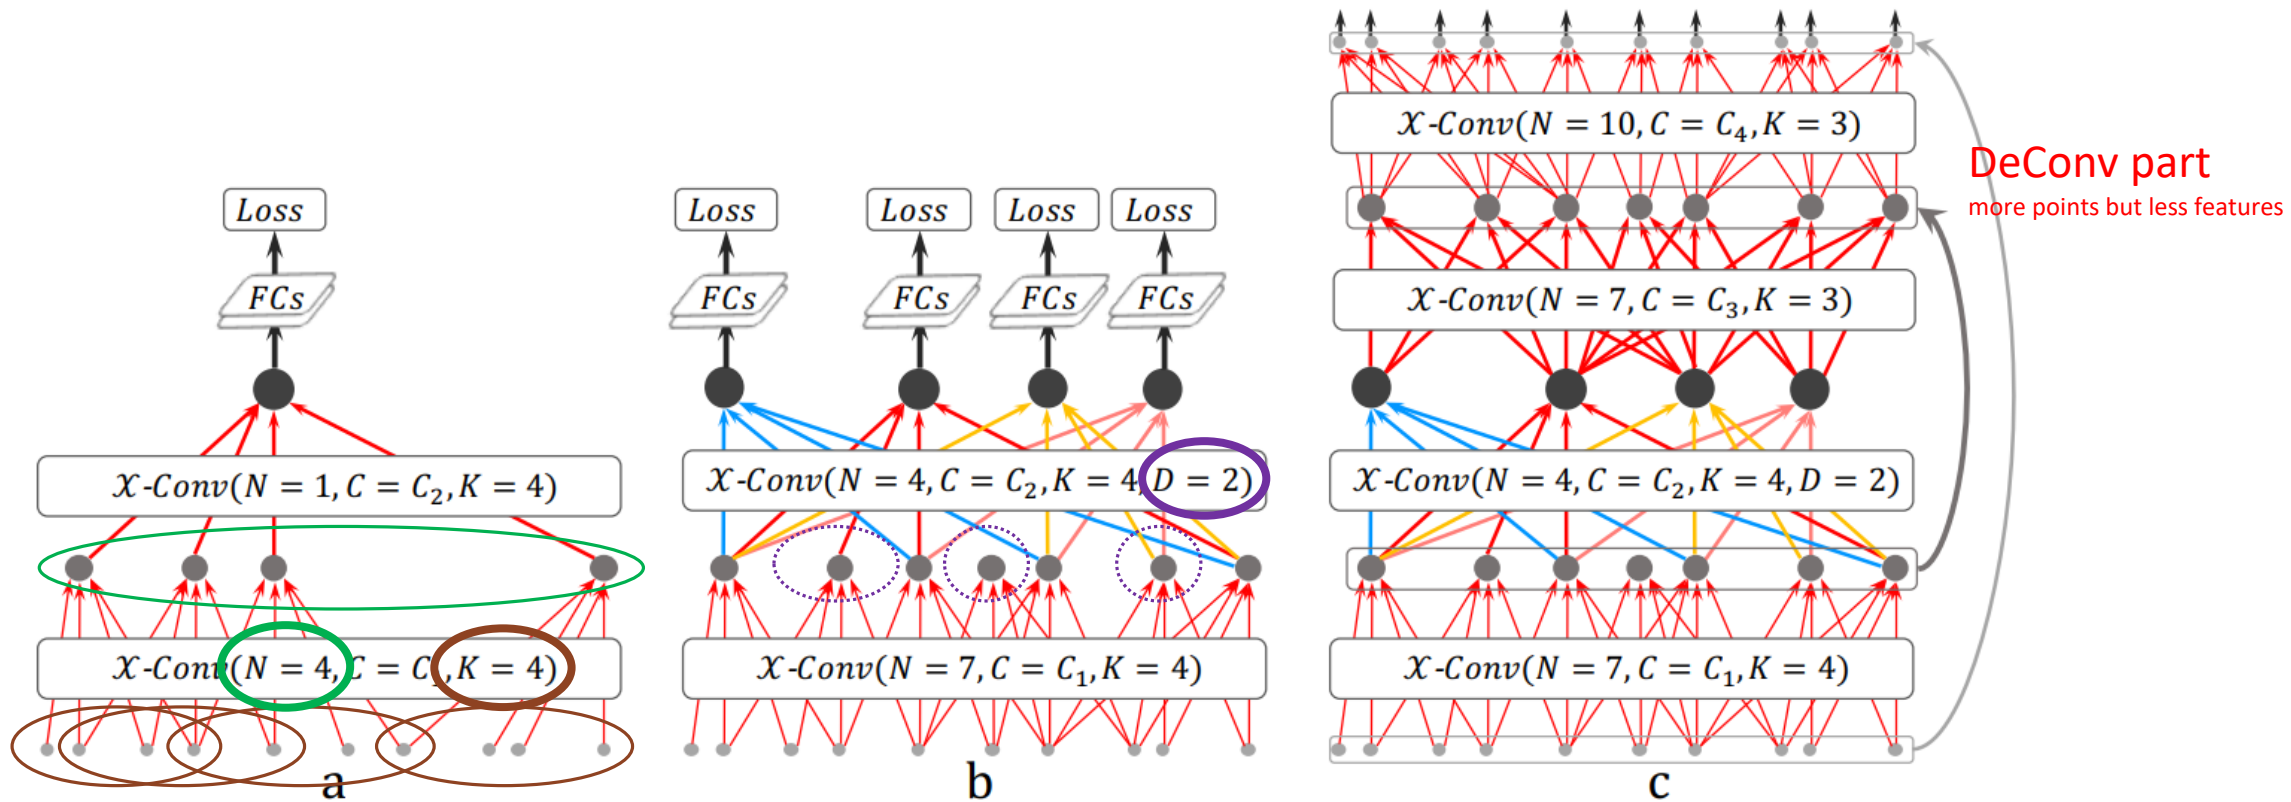 Loss
FCs
𝒳-Conv(N = 1, C = C₂, K = 4)
𝒳-Conv(N = 4, C = C₁, K = 4)
a
Loss Loss Loss Loss
FCs FCs FCs FCs
𝒳-Conv(N = 4, C = C₂, K = 4, D = 2)
𝒳-Conv(N = 7, C = C₁, K = 4)
b
𝒳-Conv(N = 10, C = C₄, K = 3)
𝒳-Conv(N = 7, C = C₃, K = 3)
𝒳-Conv(N = 4, C = C₂, K = 4, D = 2)
𝒳-Conv(N = 7, C = C₁, K = 4)
c
DeConv part
more points but less features